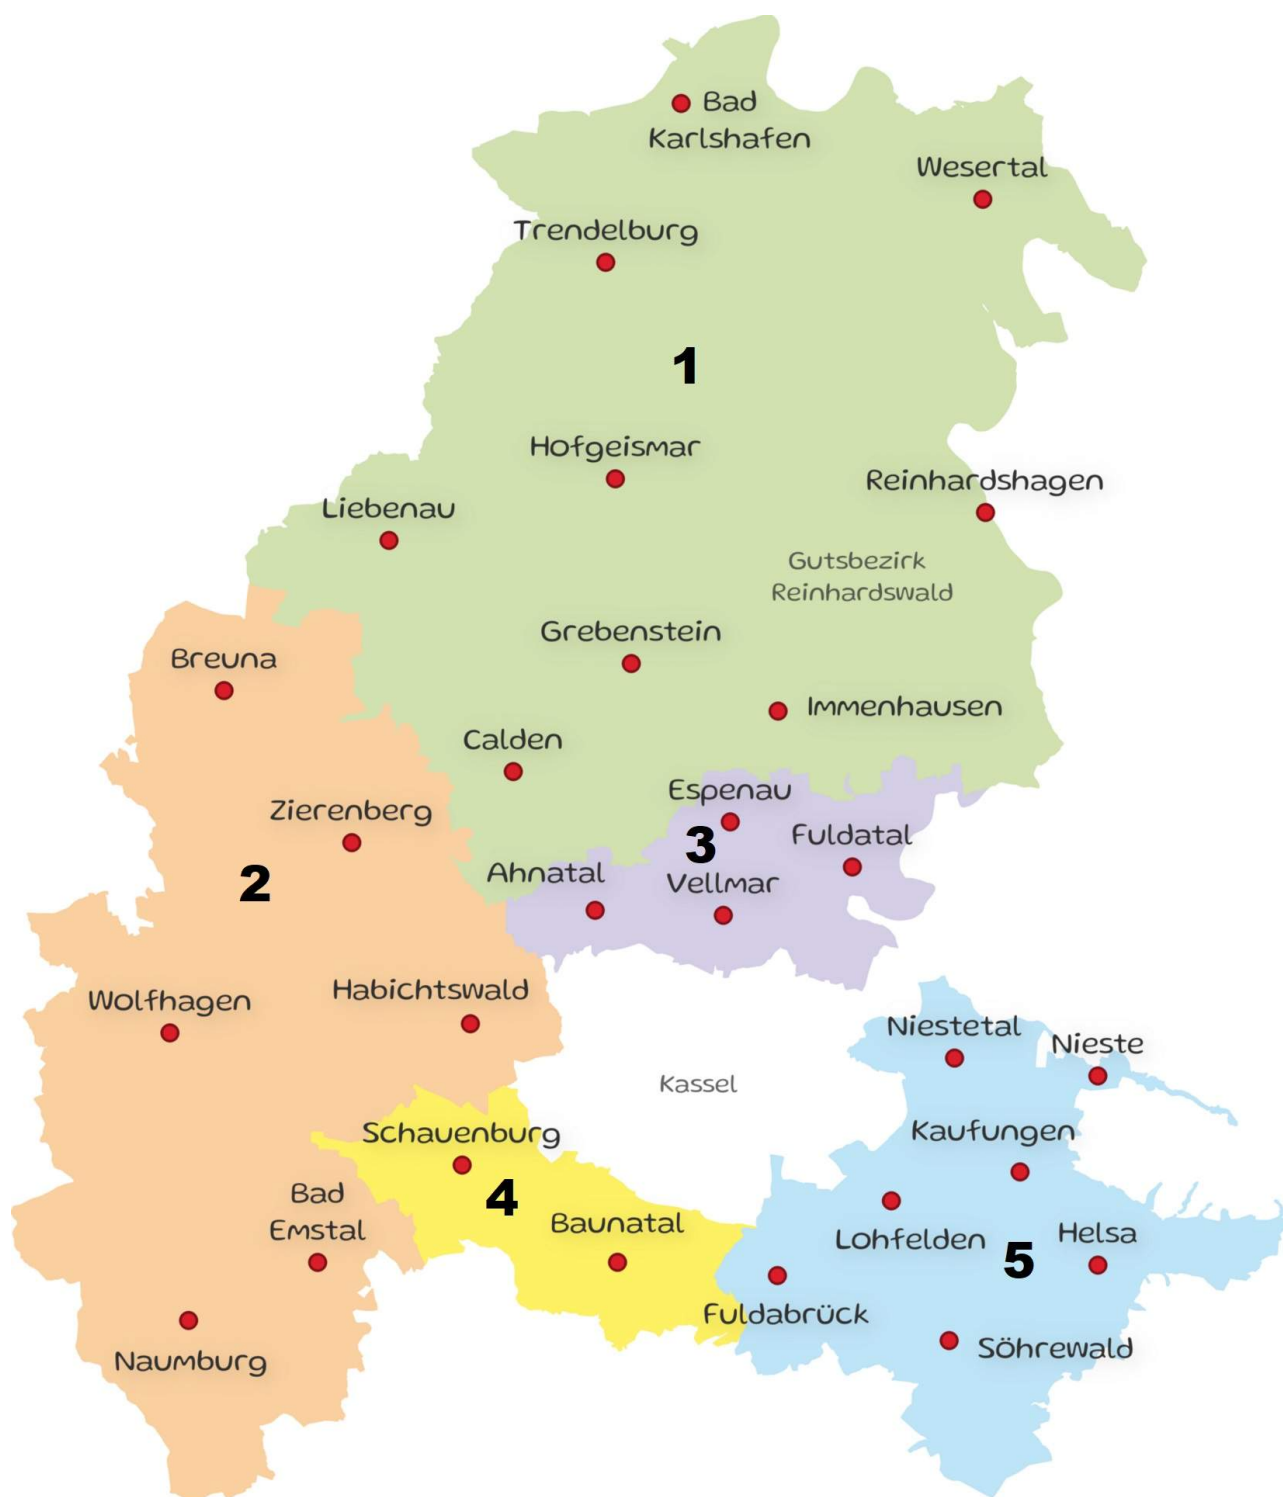 Bad
Karlshafen
Wesertal
Trendelburg
1
Hofgeismar
Reinhardshagen
Liebenau
Gutsbezirk
Reinhardswald
Grebenstein
Breuna
Immenhausen
Calden
Espenau
Zierenberg
Fuldatal
3
Ahnatal
Vellmar
2
Habichtswald
Wolfhagen
Niestetal
Nieste
Kassel
Kaufungen
Schauenburg
Bad
Emstal
4
Baunatal
Lohfelden
Helsa
5
Fuldabrück
Söhrewald
Naumburg